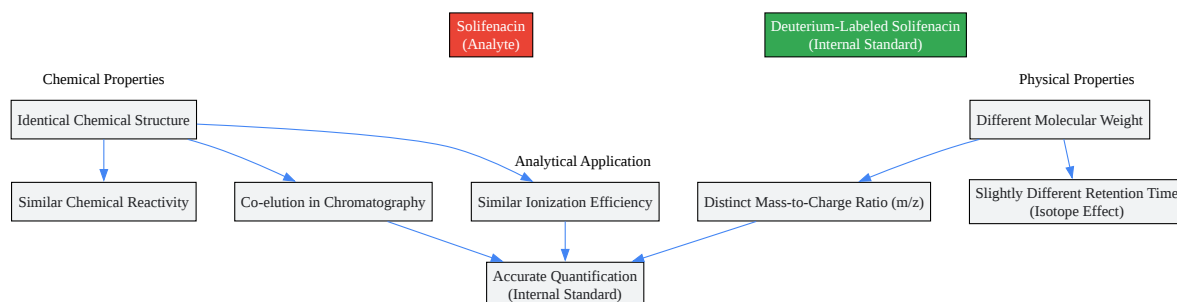 Solifenacin
(Analyte)
Deuterium-Labeled Solifenacin
(Internal Standard)
Chemical Properties
Physical Properties
Identical Chemical Structure
Different Molecular Weight
Analytical Application
Similar Chemical Reactivity
Co-elution in Chromatography
Similar Ionization Efficiency
Distinct Mass-to-Charge Ratio (m/z)
Slightly Different Retention Time
(Isotope Effect)
Accurate Quantification
(Internal Standard)